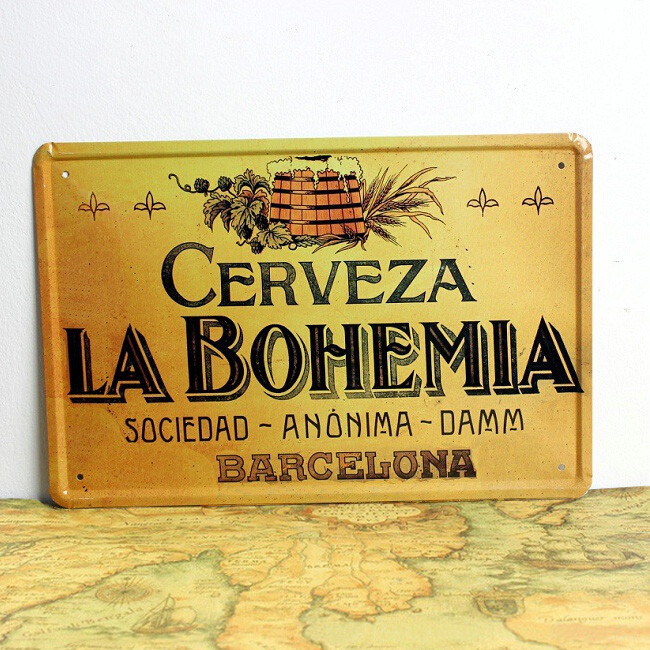 CERVEZA
LA BOHEMIA
SOCIEDAD - ANÓNIMA - DAMM
BARCELONA